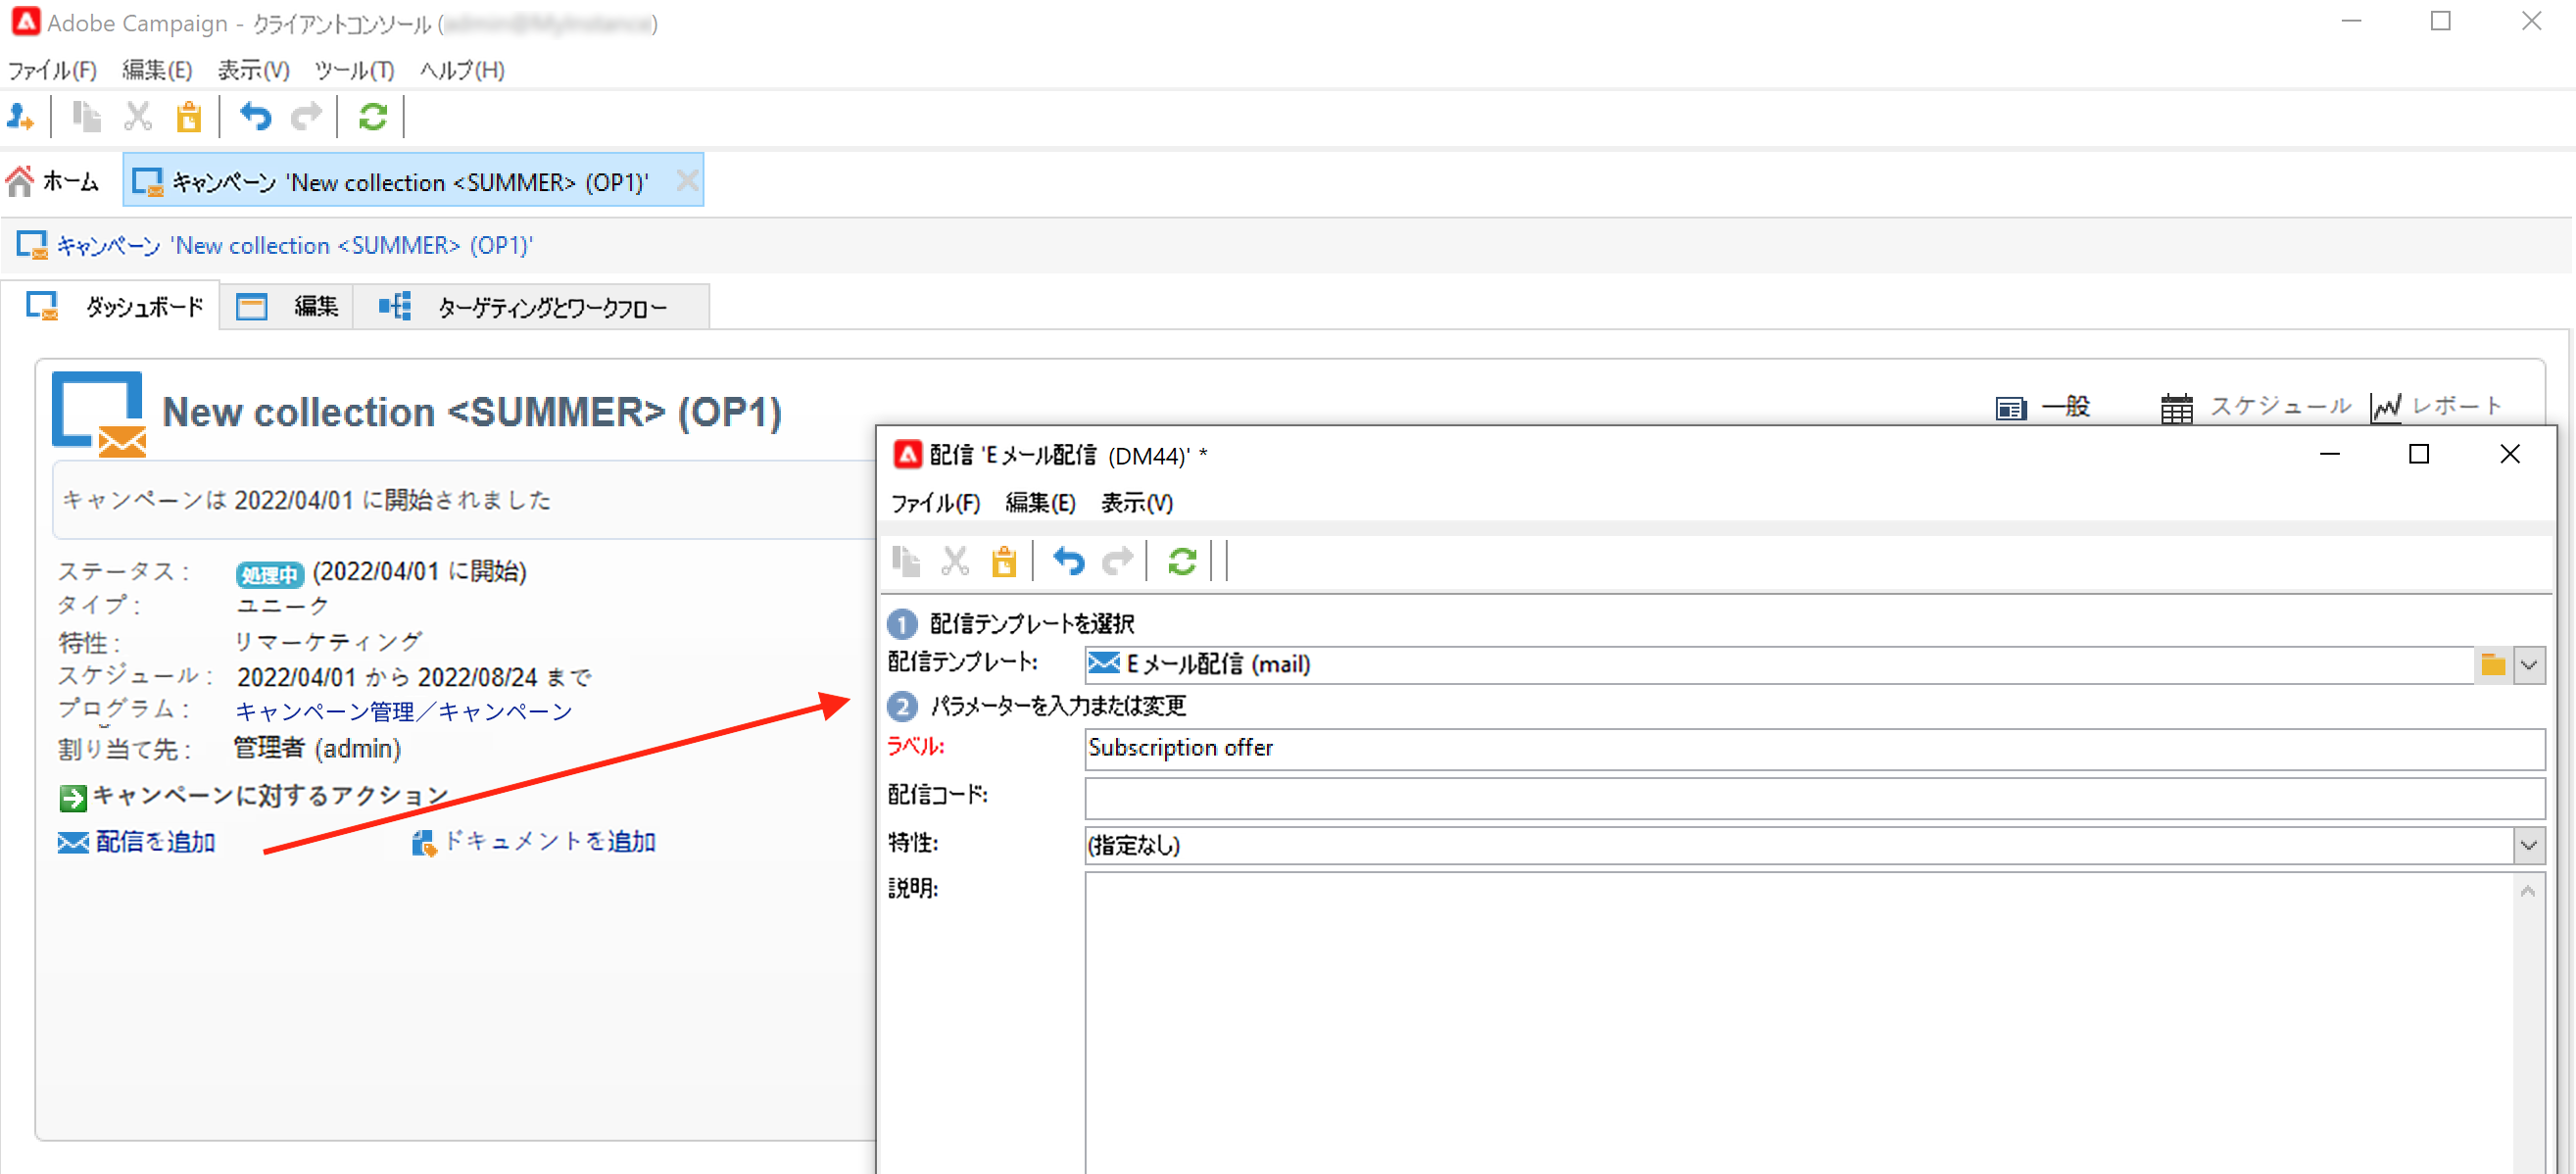 Adobe Campaign - クライアントコンソール ( )
ファイル(F) 編集(E) 表示(V) ツール(T) ヘルプ(H)
ホーム キャンペーン 'New collection <SUMMER> (OP1)'
キャンペーン 'New collection <SUMMER> (OP1)'
ダッシュボード 編集 ターゲティングとワークフロー
New collection <SUMMER> (OP1)
一般 スケジュール レポート
キャンペーンは 2022/04/01 に開始されました
ステータス : 処理中 (2022/04/01 に開始)
タイプ : ユニーク
特性 : リマーケティング
スケジュール : 2022/04/01 から 2022/08/24 まで
プログラム : キャンペーン管理／キャンペーン
割り当て先 : 管理者 (admin)
キャンペーンに対するアクション
配信を追加 ドキュメントを追加
配信 'E メール配信 (DM44)' *
ファイル(F) 編集(E) 表示(V)
1 配信テンプレートを選択
配信テンプレート: E メール配信 (mail)
2 パラメーターを入力または変更
ラベル: Subscription offer
配信コード:
特性: (指定なし)
説明: